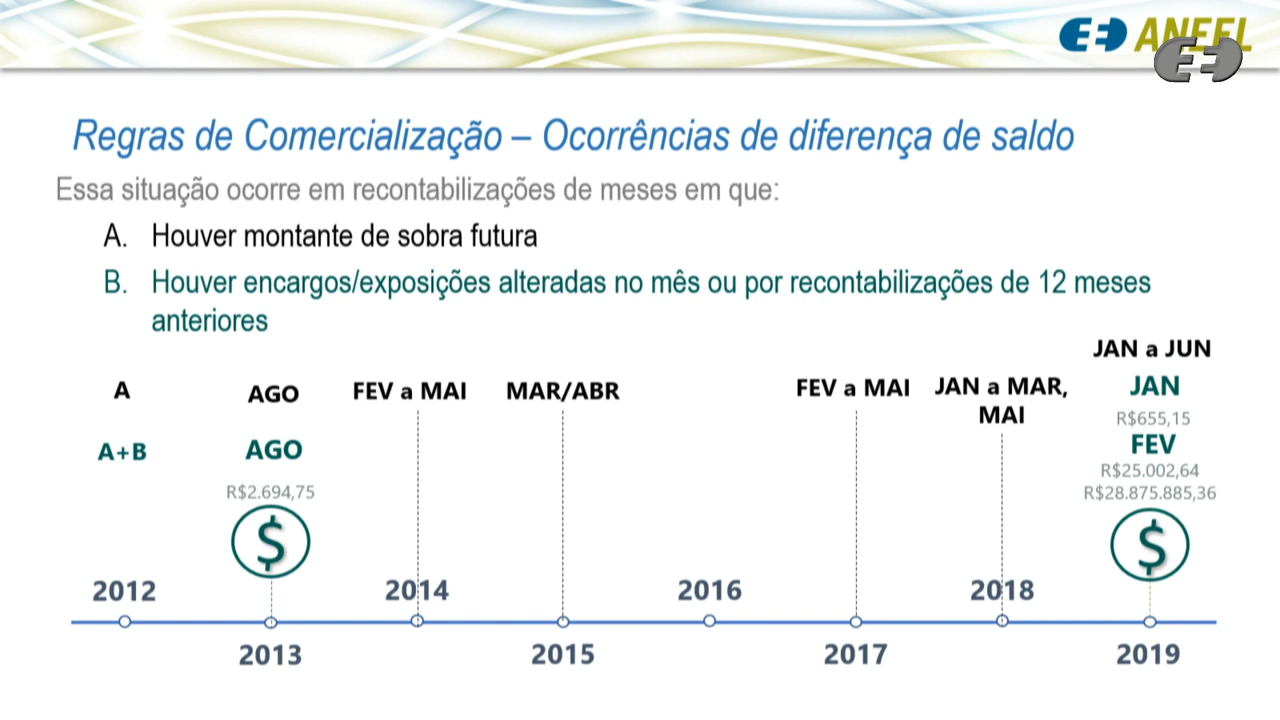 ANEEL
Regras de Comercialização – Ocorrências de diferença de saldo
Essa situação ocorre em recontabilizações de meses em que:
A. Houver montante de sobra futura
B. Houver encargos/exposições alteradas no mês ou por recontabilizações de 12 meses
anteriores
JAN a JUN
A AGO FEV a MAI MAR/ABR FEV a MAI JAN a MAR, JAN
MAI R$655,15
A+B AGO FEV
R$25.002,64
R$2.694,75 R$28.875.885,36
$ $
2012 2014 2016 2018
2013 2015 2017 2019